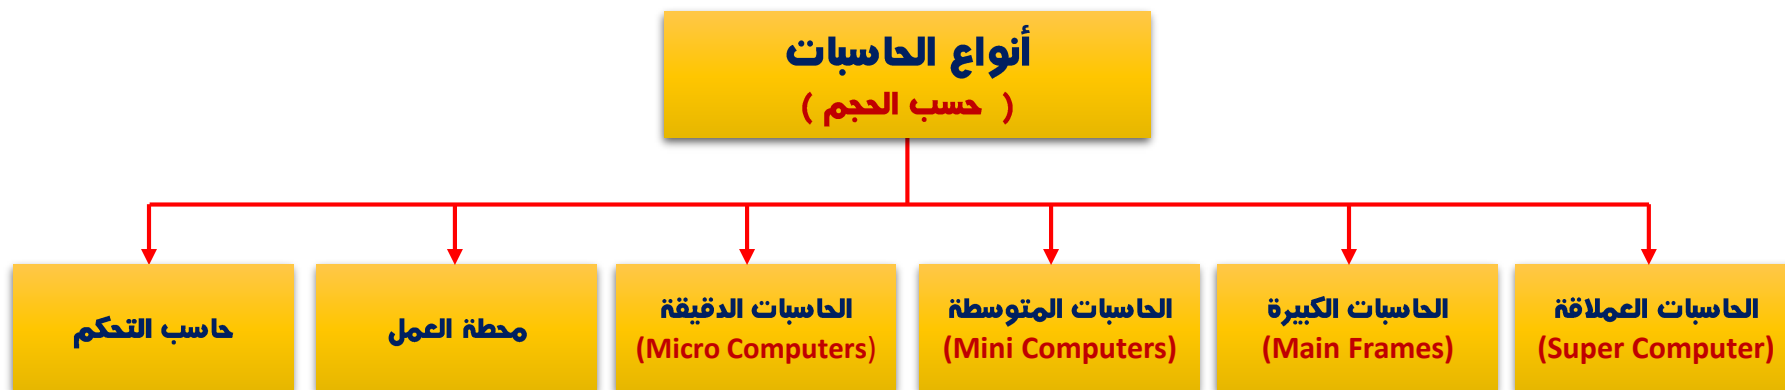 أنواع الحاسبات
( حسب الحجم )
الحاسبات العملاقة
(Super Computer)
الحاسبات الكبيرة
(Main Frames)
الحاسبات المتوسطة
(Mini Computers)
الحاسبات الدقيقة
(Micro Computers)
محطة العمل
حاسب التحكم